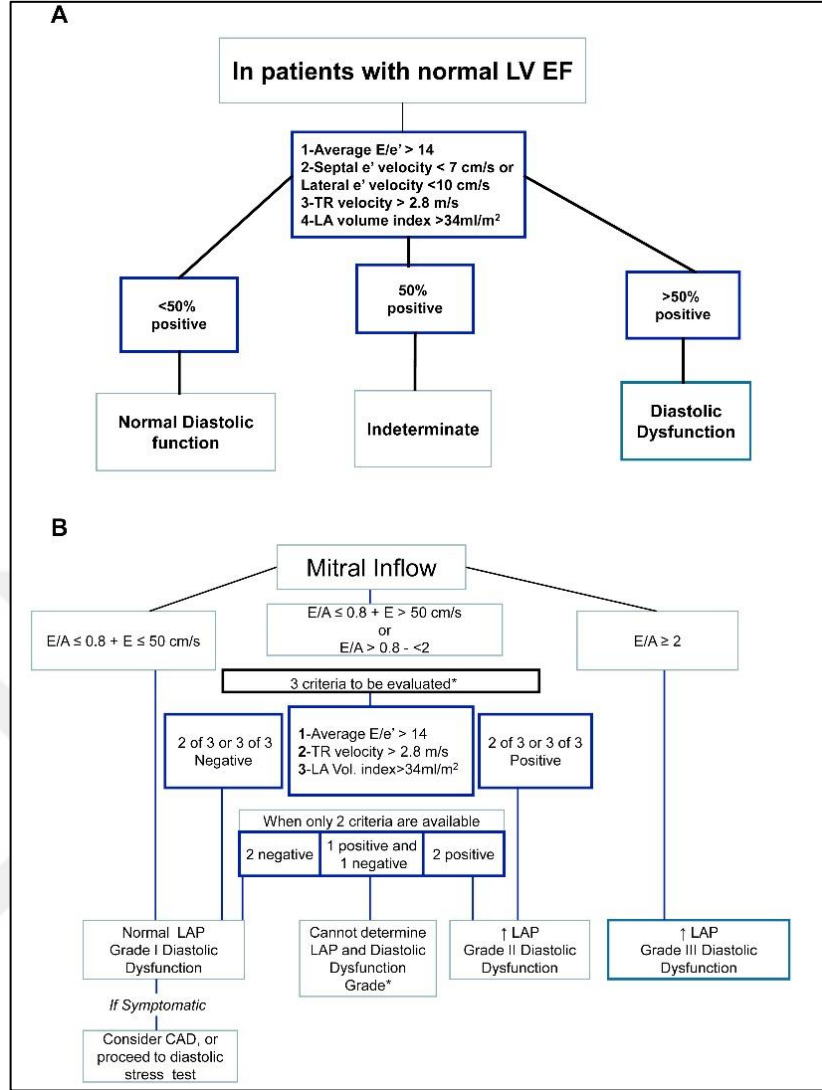 A
In patients with normal LV EF
1-Average E/e' > 14
2-Septal e' velocity < 7 cm/s or
Lateral e' velocity <10 cm/s
3-TR velocity > 2.8 m/s
4-LA volume index >34ml/m²
<50%
positive
50%
positive
>50%
positive
Normal Diastolic
function
Indeterminate
Diastolic
Dysfunction
B
Mitral Inflow
E/A ≤ 0.8 + E ≤ 50 cm/s
E/A ≤ 0.8 + E > 50 cm/s
or
E/A > 0.8 - <2
E/A ≥ 2
3 criteria to be evaluated*
2 of 3 or 3 of 3
Negative
1-Average E/e' > 14
2-TR velocity > 2.8 m/s
3-LA Vol. index>34ml/m²
2 of 3 or 3 of 3
Positive
When only 2 criteria are available
2 negative
1 positive and
1 negative
2 positive
Normal LAP
Grade I Diastolic
Dysfunction
Cannot determine
LAP and Diastolic
Dysfunction
Grade*
↑ LAP
Grade II Diastolic
Dysfunction
↑ LAP
Grade III Diastolic
Dysfunction
If Symptomatic
Consider CAD, or
proceed to diastolic
stress test